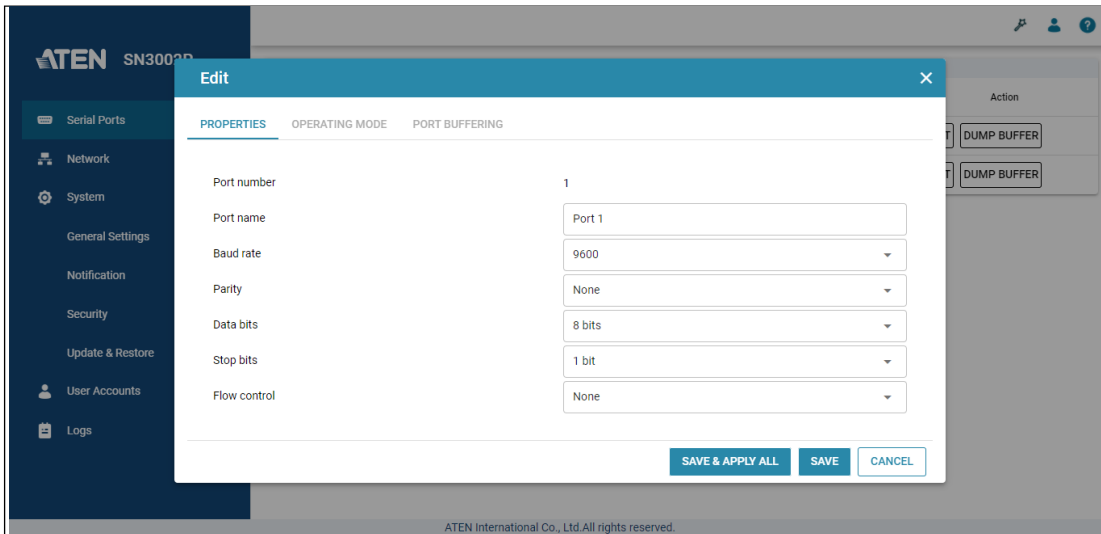 ATEN SN3002P
Edit
Action
Serial Ports
PROPERTIES OPERATING MODE PORT BUFFERING
T DUMP BUFFER
Network
Port number 1
T DUMP BUFFER
System
Port name Port 1
General Settings
Baud rate 9600
Notification
Parity None
Security
Data bits 8 bits
Update & Restore
Stop bits 1 bit
User Accounts
Flow control None
Logs
SAVE & APPLY ALL SAVE CANCEL
ATEN International Co., Ltd.All rights reserved.